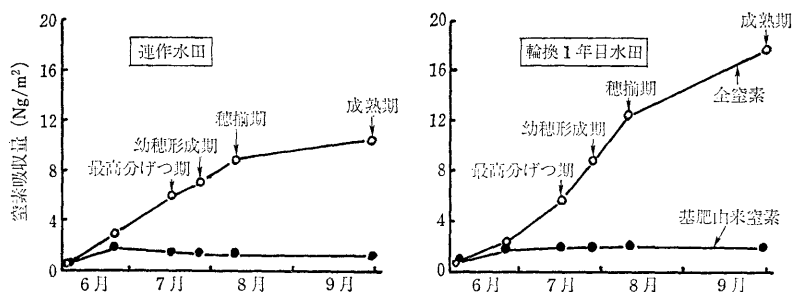 連作水田
窒素吸収量 (Ng/m²)
20
16
12
8
4
0
6月
7月
8月
9月
最高分げつ期
幼穂形成期
穂揃期
成熟期
輪換1年目水田
20
16
12
8
4
0
6月
7月
8月
9月
最高分げつ期
幼穂形成期
穂揃期
成熟期
全窒素
基肥由来窒素